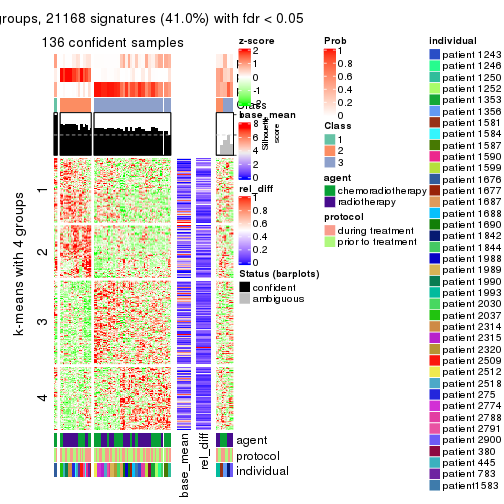 groups, 21168 signatures (41.0%) with fdr < 0.05
136 confident samples
k-means with 4 groups
1
2
3
4
Class
Silhouette score
agent
protocol
individual
base_mean
rel_diff
z-score
2
1
0
-1
-2
base_mean
8
6
4
2
0
rel_diff
1
0.8
0.6
0.4
0.2
0
Status (barplots)
confident
ambiguous
Prob
1
0.8
0.6
0.4
0.2
0
Class
1
2
3
agent
chemoradiotherapy
radiotherapy
protocol
during treatment
prior to treatment
individual
patient 1243
patient 1246
patient 1250
patient 1252
patient 1353
patient 1356
patient 1581
patient 1584
patient 1587
patient 1590
patient 1599
patient 1676
patient 1677
patient 1687
patient 1688
patient 1690
patient 1842
patient 1844
patient 1988
patient 1989
patient 1990
patient 1993
patient 2030
patient 2037
patient 2314
patient 2315
patient 2320
patient 2509
patient 2512
patient 2518
patient 275
patient 2774
patient 2788
patient 2791
patient 2900
patient 380
patient 445
patient 783
patient1583